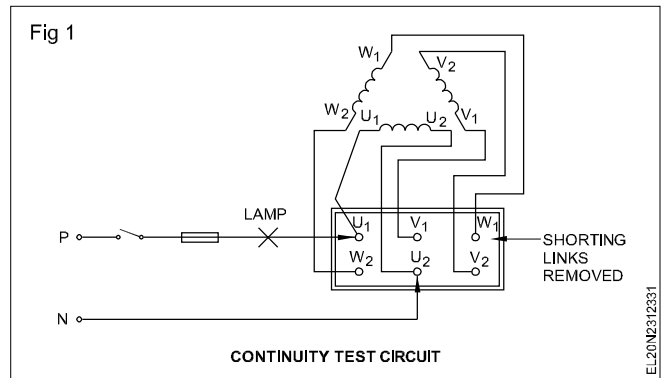 Fig 1
W1
V2
W2
V1
U1
U2
LAMP
P
U1
V1
W1
SHORTING
LINKS
REMOVED
W2
U2
V2
N
CONTINUITY TEST CIRCUIT
EL20N2312331